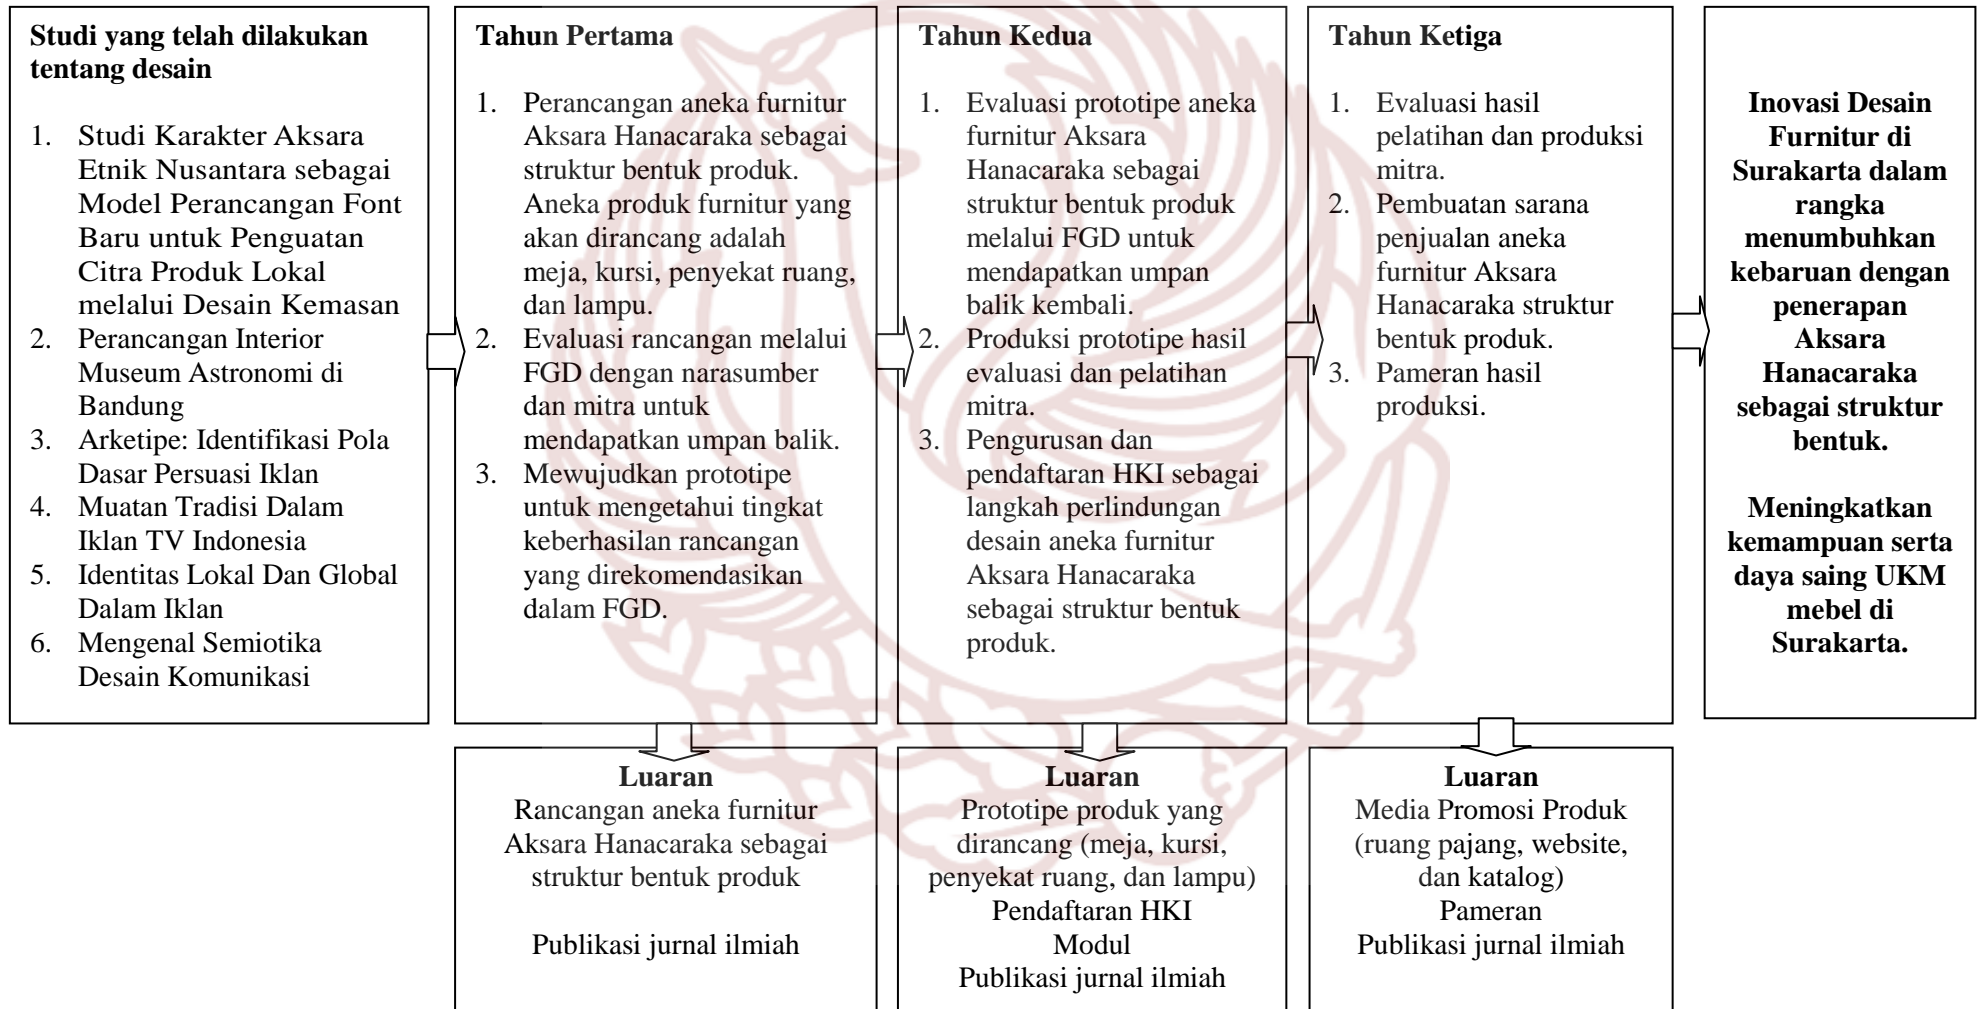 Studi yang telah dilakukan
tentang desain
1. Studi Karakter Aksara
Etnik Nusantara sebagai
Model Perancangan Font
Baru untuk Penguatan
Citra Produk Lokal
melalui Desain Kemasan
2. Perancangan Interior
Museum Astronomi di
Bandung
3. Arketipe: Identifikasi Pola
Dasar Persuasi Iklan
4. Muatan Tradisi Dalam
Iklan TV Indonesia
5. Identitas Lokal Dan Global
Dalam Iklan
6. Mengenal Semiotika
Desain Komunikasi
Tahun Pertama
1. Perancangan aneka furnitur
Aksara Hanacaraka sebagai
struktur bentuk produk.
Aneka produk furnitur yang
akan dirancang adalah
meja, kursi, penyekat ruang,
dan lampu.
2. Evaluasi rancangan melalui
FGD dengan narasumber
dan mitra untuk
mendapatkan umpan balik.
3. Mewujudkan prototipe
untuk mengetahui tingkat
keberhasilan rancangan
yang direkomendasikan
dalam FGD.
Luaran
Rancangan aneka furnitur
Aksara Hanacaraka sebagai
struktur bentuk produk
Publikasi jurnal ilmiah
Tahun Kedua
1. Evaluasi prototipe aneka
furnitur Aksara
Hanacaraka sebagai
struktur bentuk produk
melalui FGD untuk
mendapatkan umpan
balik kembali.
2. Produksi prototipe hasil
evaluasi dan pelatihan
mitra.
3. Pengurusan dan
pendaftaran HKI sebagai
langkah perlindungan
desain aneka furnitur
Aksara Hanacaraka
sebagai struktur bentuk
produk.
Luaran
Prototipe produk yang
dirancang (meja, kursi,
penyekat ruang, dan lampu)
Pendaftaran HKI
Modul
Publikasi jurnal ilmiah
Tahun Ketiga
1. Evaluasi hasil
pelatihan dan produksi
mitra.
2. Pembuatan sarana
penjualan aneka
furnitur Aksara
Hanacaraka struktur
bentuk produk.
3. Pameran hasil
produksi.
Luaran
Media Promosi Produk
(ruang pajang, website,
dan katalog)
Pameran
Publikasi jurnal ilmiah
Inovasi Desain
Furnitur di
Surakarta dalam
rangka
menumbuhkan
kebaruan dengan
penerapan
Aksara
Hanacaraka
sebagai struktur
bentuk.
Meningkatkan
kemampuan serta
daya saing UKM
mebel di
Surakarta.